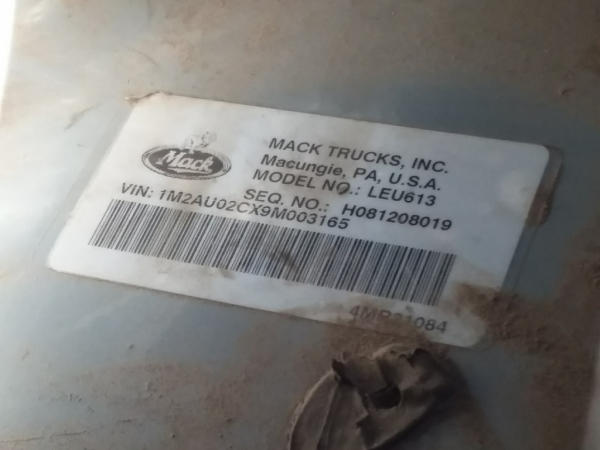 Mack
MACK TRUCKS, INC.
Macungie, PA, U.S.A.
MODEL NO.: LEU613
SEQ. NO.: H081208019
VIN: 1M2AU02CX9M003165